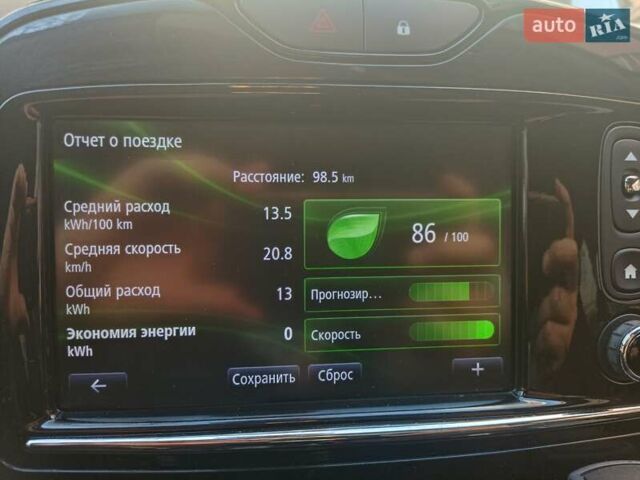 auto RIA.com
Отчет о поездке
Расстояние: 98.5 km
Средний расход 13.5
kWh/100 km
86 / 100
Средняя скорость 20.8
km/h
Общий расход 13
kWh
Прогнозир...
Экономия энергии 0
kWh
Скорость
Сохранить Сброс +